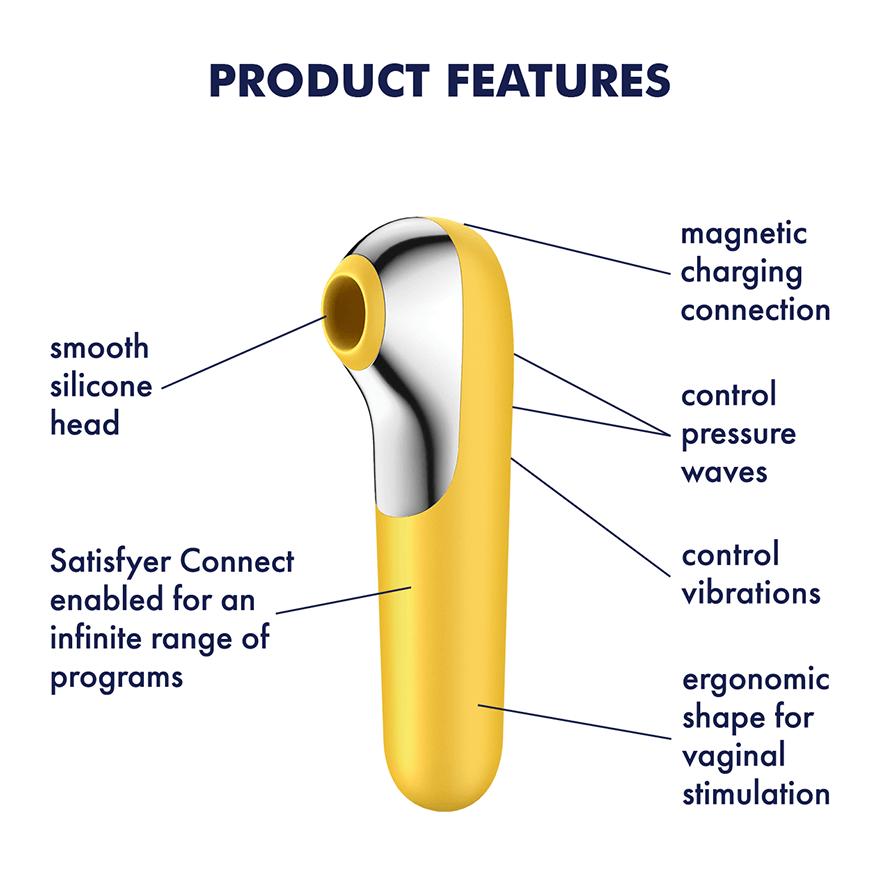 PRODUCT FEATURES
magnetic
charging
connection
smooth
silicone
head
control
pressure
waves
Satisfyer Connect
enabled for an
infinite range of
programs
control
vibrations
ergonomic
shape for
vaginal
stimulation